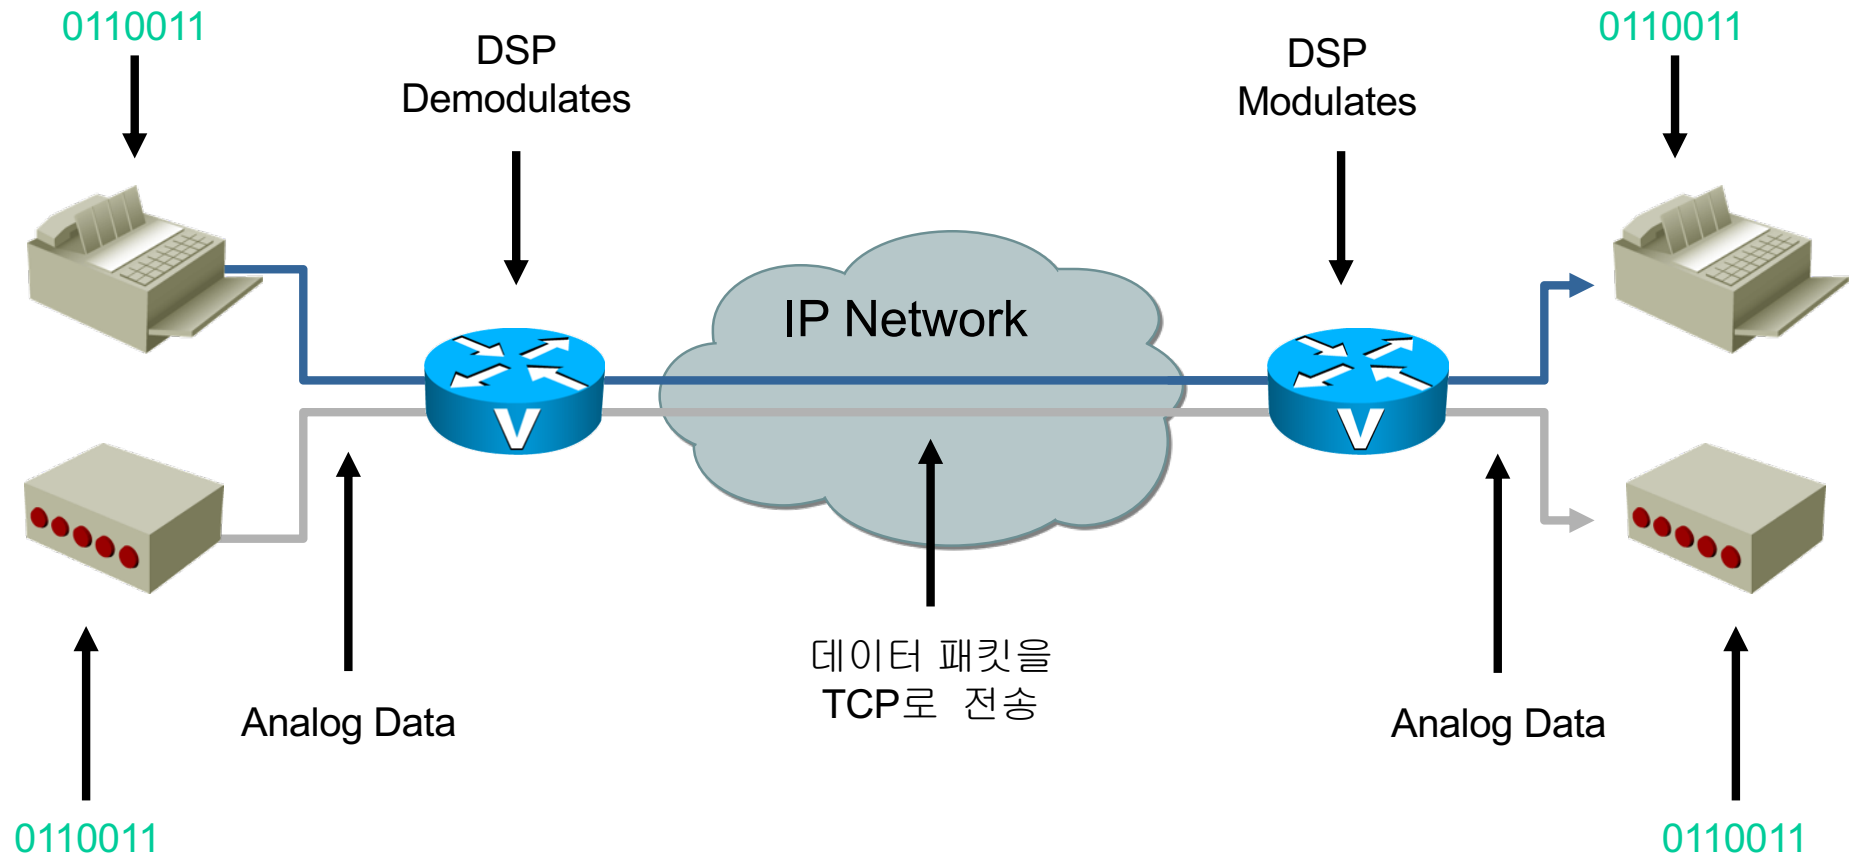 0110011
DSP
Demodulates
DSP
Modulates
0110011
IP Network
V
V
데이터 패킷을
TCP로 전송
Analog Data
Analog Data
0110011
0110011